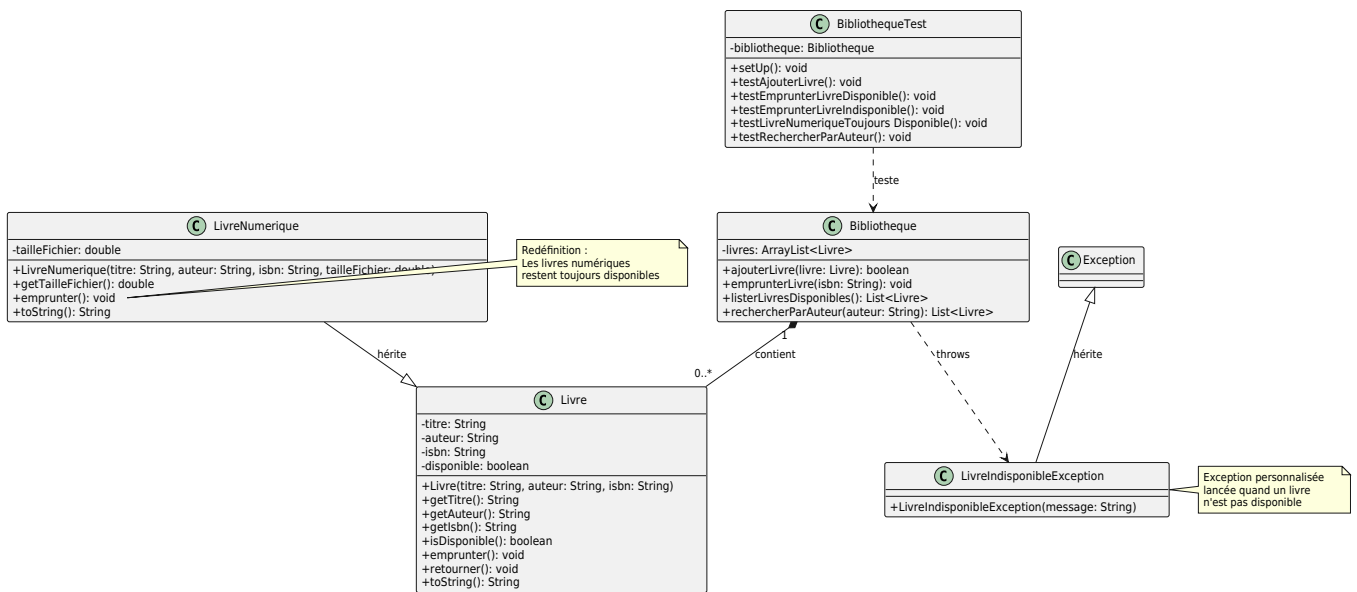 C BibliothequeTest
-bibliotheque: Bibliotheque
+setUp(): void
+testAjouterLivre(): void
+testEmprunterLivreDisponible(): void
+testEmprunterLivreIndisponible(): void
+testLivreNumeriqueToujours Disponible(): void
+testRechercherParAuteur(): void
teste
C LivreNumerique
-tailleFichier: double
+LivreNumerique(titre: String, auteur: String, isbn: String, tailleFichier: double)
+getTailleFichier(): double
+emprunter(): void
+toString(): String
Redéfinition :
Les livres numériques
restent toujours disponibles
C Bibliotheque
-livres: ArrayList<Livre>
+ajouterLivre(livre: Livre): boolean
+emprunterLivre(isbn: String): void
+listerLivresDisponibles(): List<Livre>
+rechercherParAuteur(auteur: String): List<Livre>
C Exception
hérite
1
contient
0..*
throws
hérite
C Livre
-titre: String
-auteur: String
-isbn: String
-disponible: boolean
+Livre(titre: String, auteur: String, isbn: String)
+getTitre(): String
+getAuteur(): String
+getIsbn(): String
+isDisponible(): boolean
+emprunter(): void
+retourner(): void
+toString(): String
C LivreIndisponibleException
+LivreIndisponibleException(message: String)
Exception personnalisée
lancée quand un livre
n'est pas disponible